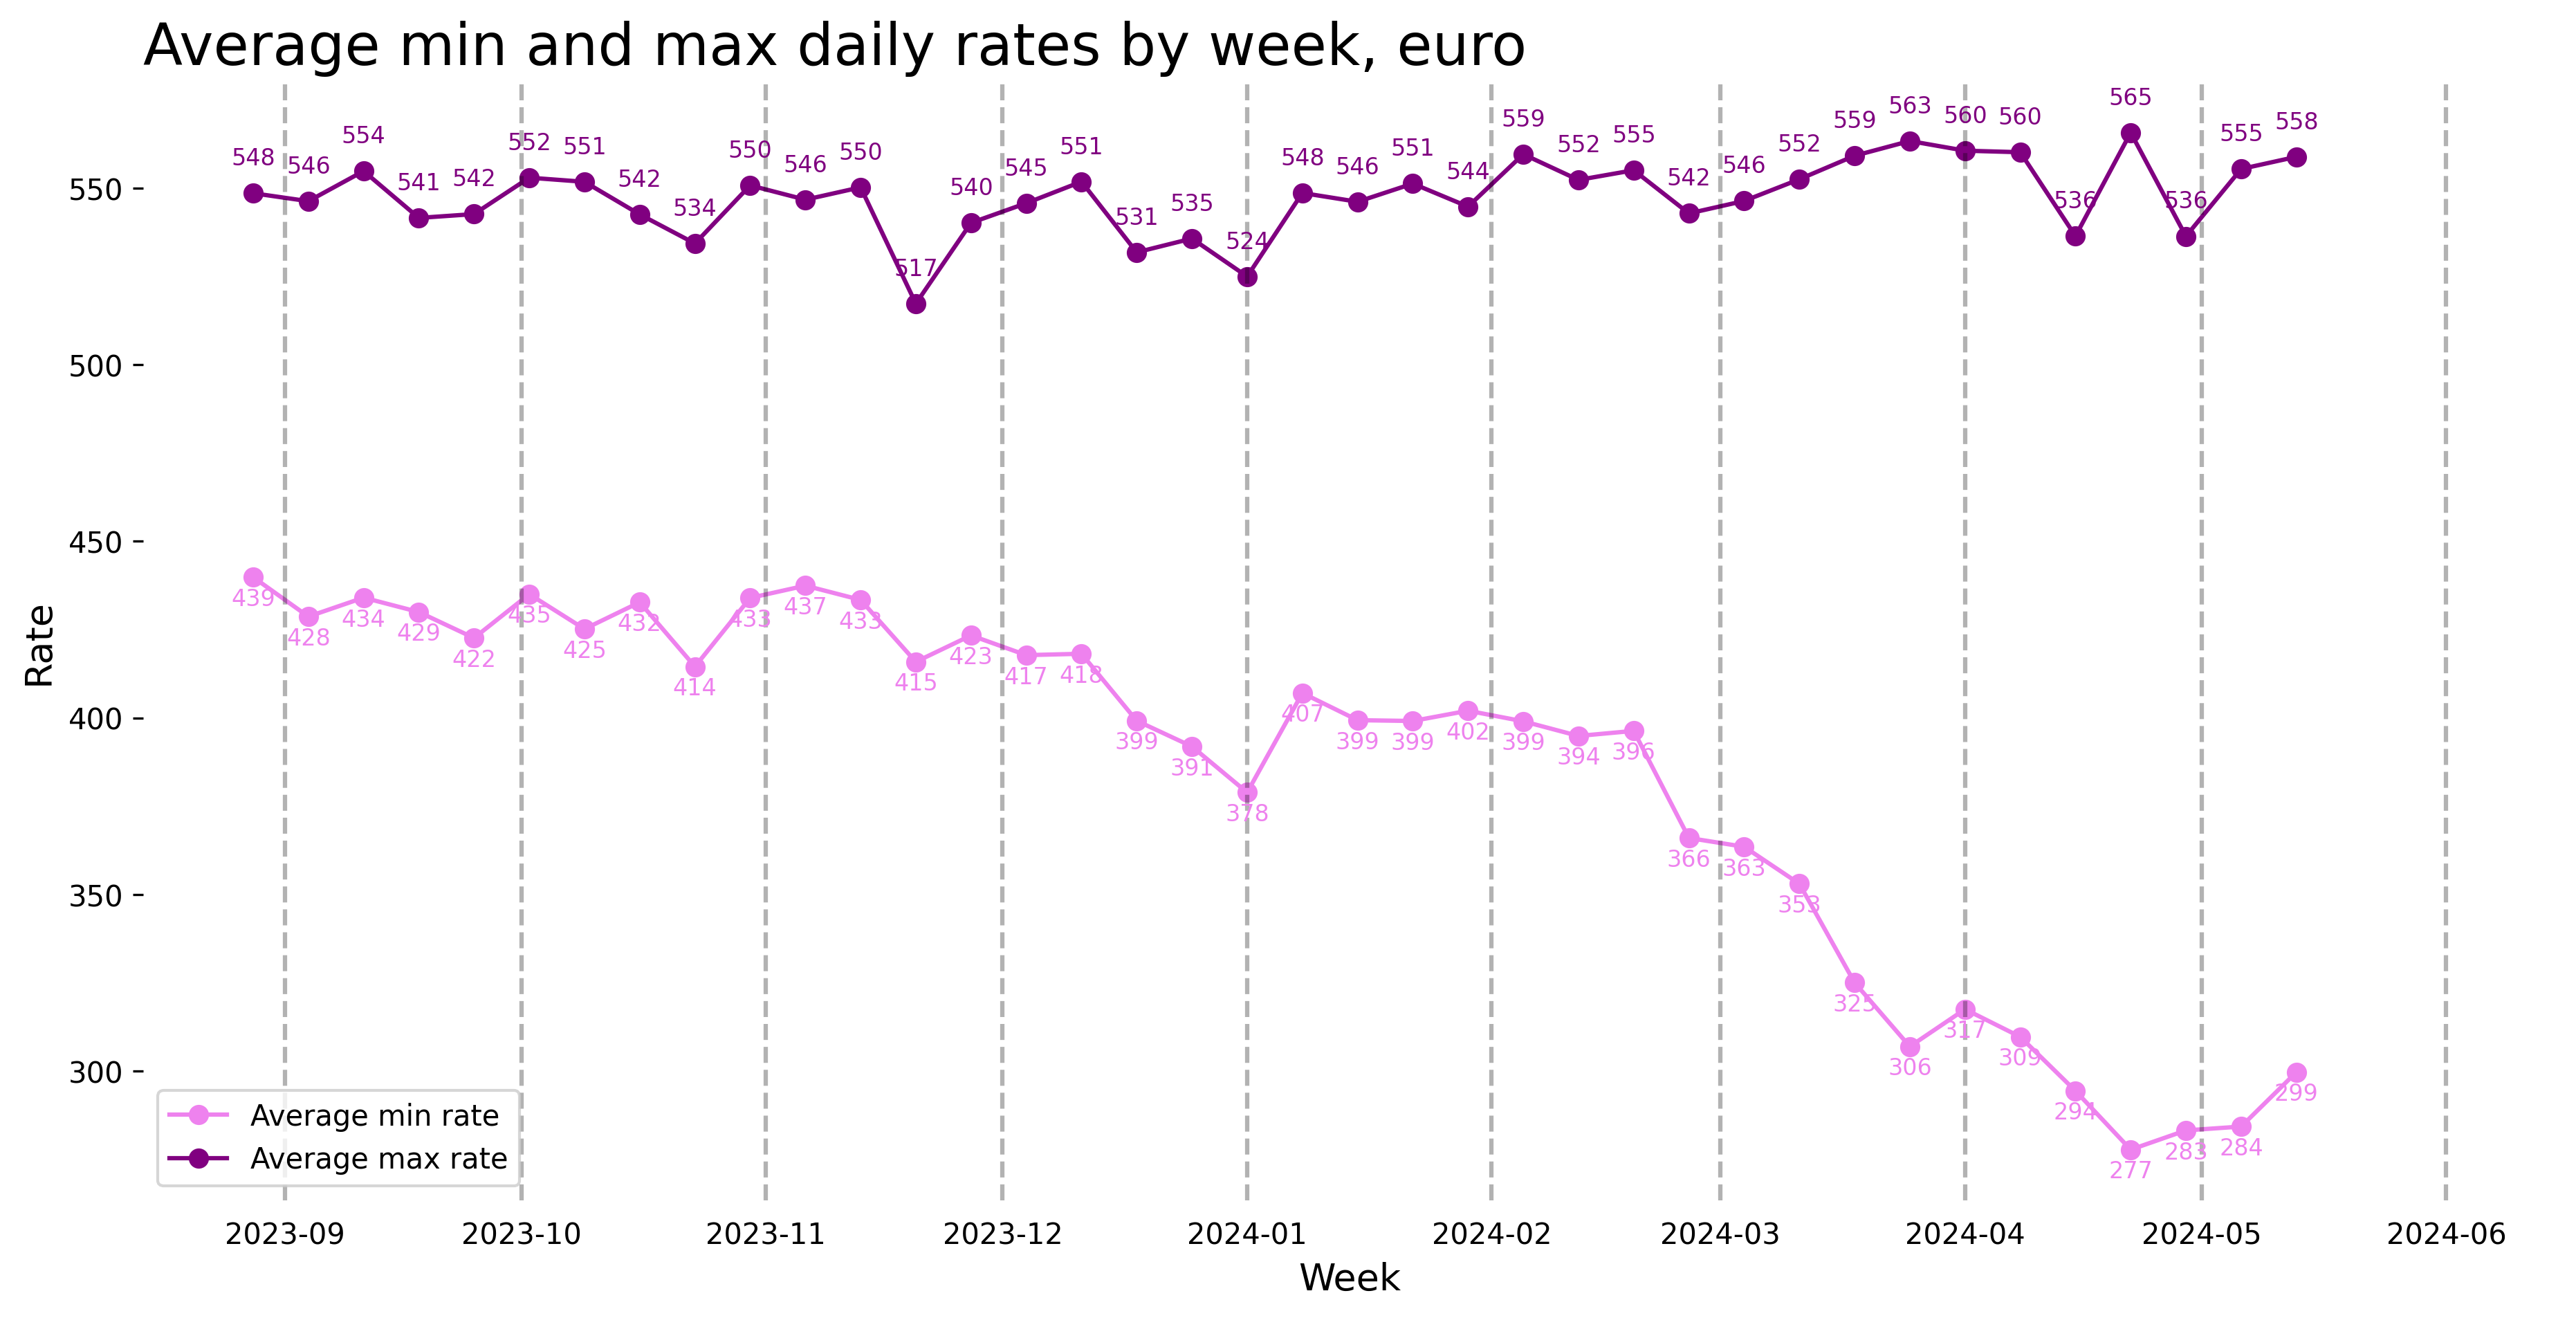 Average min and max daily rates by week, euro
548 546 554 541 542 552 551 542 534 550 546 550 517 540 545 551 531 535 524 548 546 551 544 559 552 555 542 546 552 559 563 560 560 536 565 536 555 558
439 428 434 429 422 435 425 432 414 433 437 433 415 423 417 418 399 391 378 407 399 399 402 399 394 396 366 363 353 325 306 317 309 294 277 283 284 299
550
500
450
400
350
300
Rate
Average min rate
Average max rate
2023-09 2023-10 2023-11 2023-12 2024-01 2024-02 2024-03 2024-04 2024-05 2024-06
Week